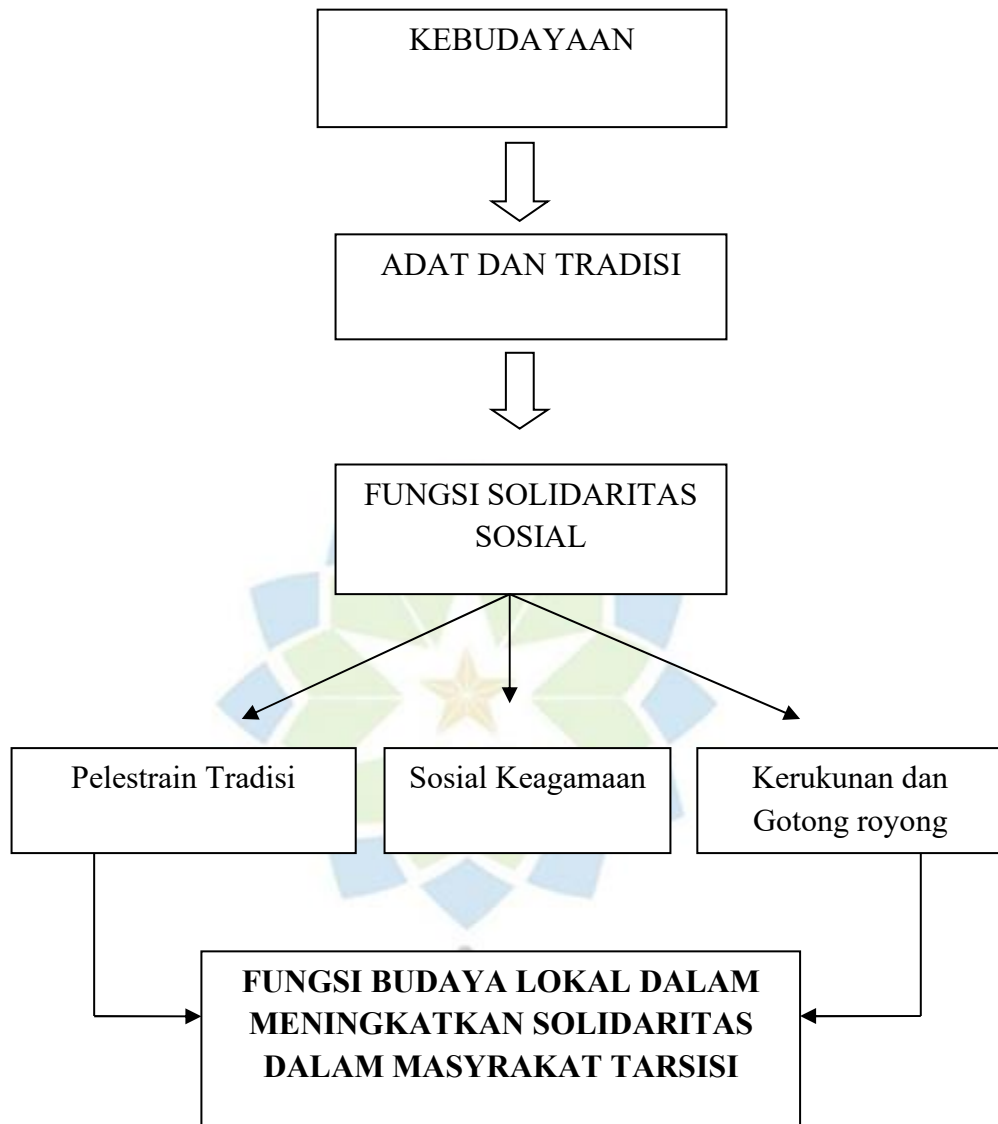 KEBUDAYAAN
ADAT DAN TRADISI
FUNGSI SOLIDARITAS
SOSIAL
Pelestrain Tradisi
Sosial Keagamaan
Kerukunan dan
Gotong royong
FUNGSI BUDAYA LOKAL DALAM
MENINGKATKAN SOLIDARITAS
DALAM MASYRAKAT TARSISI